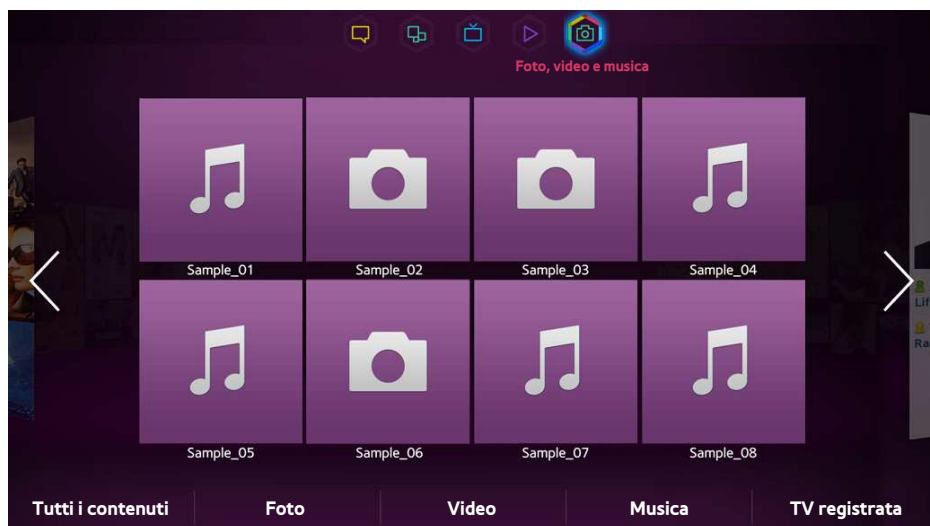 Foto, video e musica
Sample_01 Sample_02 Sample_03 Sample_04
Sample_05 Sample_06 Sample_07 Sample_08
Tutti i contenuti Foto Video Musica TV registrata